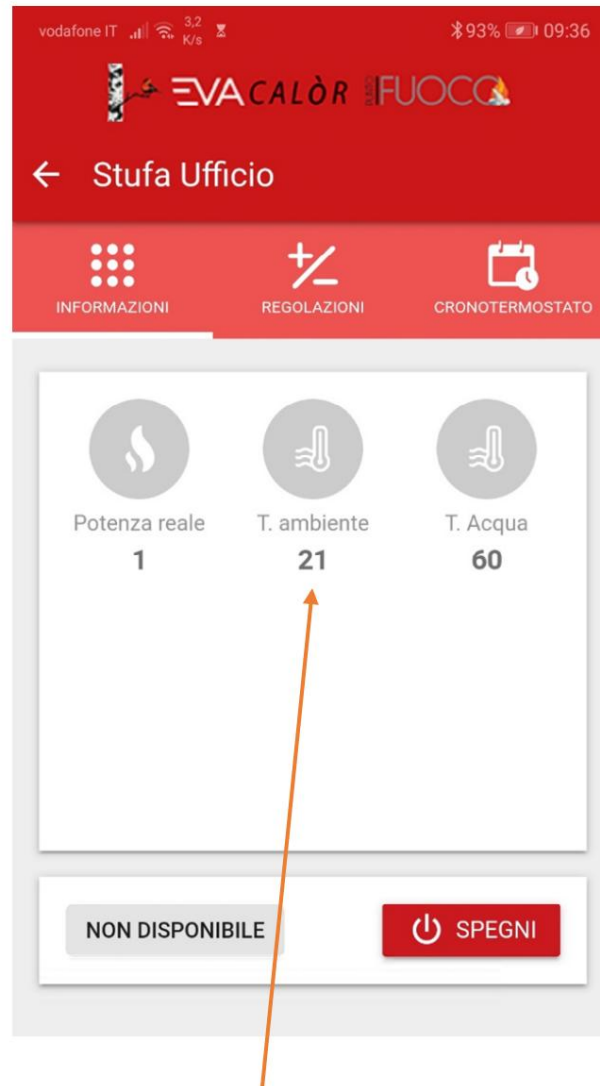 vodafone IT 3,2 K/s 93% 09:36
EVA CALÒR PUNTO FUOCO
Stufa Ufficio
INFORMAZIONI REGOLAZIONI CRONOTERMOSTATO
Potenza reale T. ambiente T. Acqua
1 21 60
NON DISPONIBILE SPEGNI